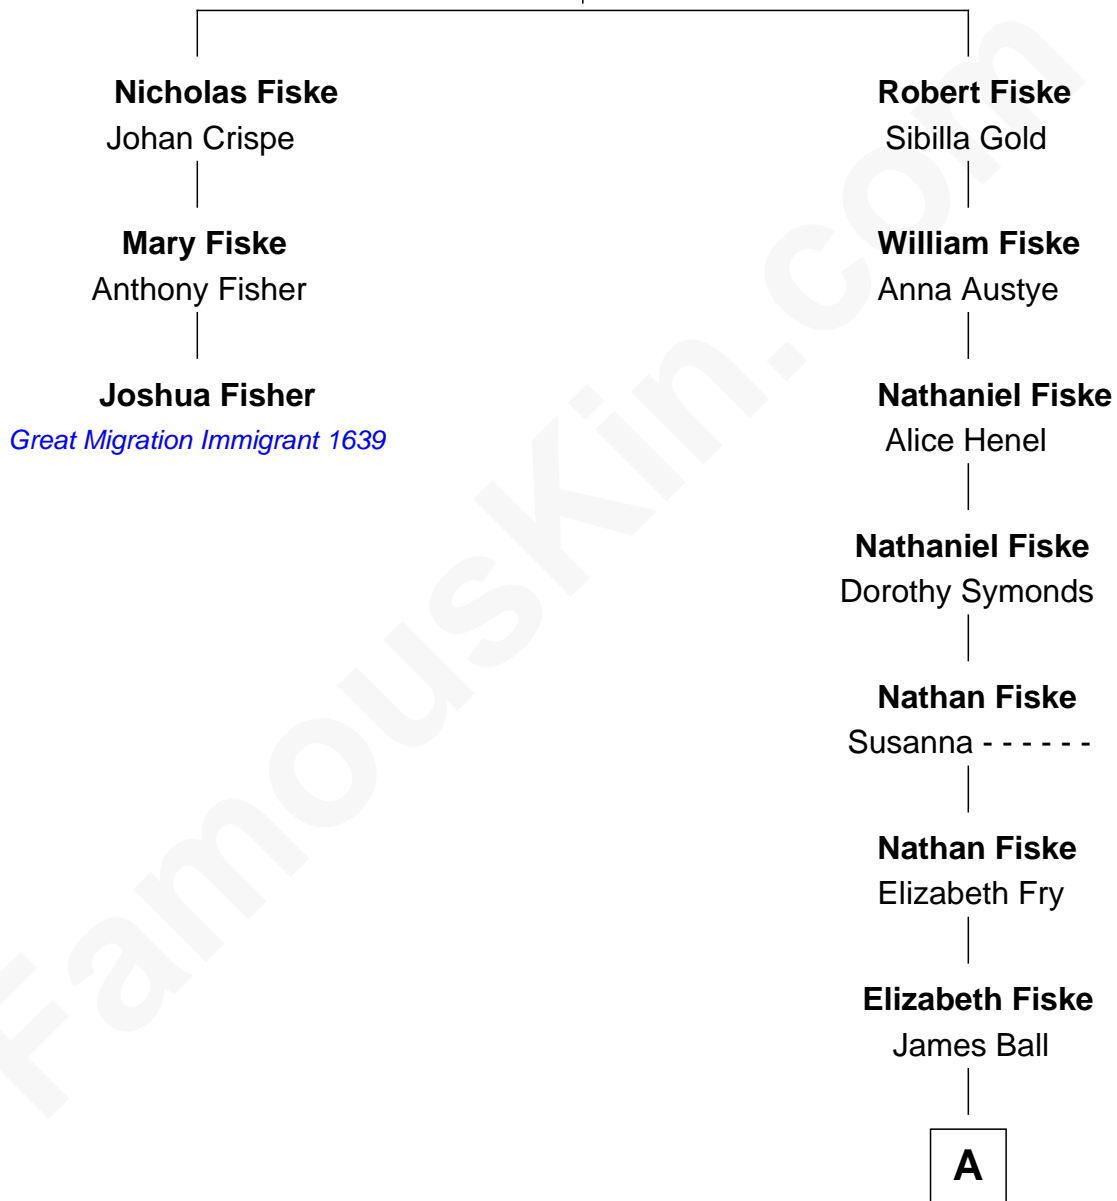 Nicholas Fiske
Johan Crispe
Mary Fiske
Anthony Fisher
Joshua Fisher
Great Migration Immigrant 1639
Robert Fiske
Sibilla Gold
William Fiske
Anna Austye
Nathaniel Fiske
Alice Henel
Nathaniel Fiske
Dorothy Symonds
Nathan Fiske
Susanna - - - - - -
Nathan Fiske
Elizabeth Fry
Elizabeth Fiske
James Ball
A
FamousKin.com